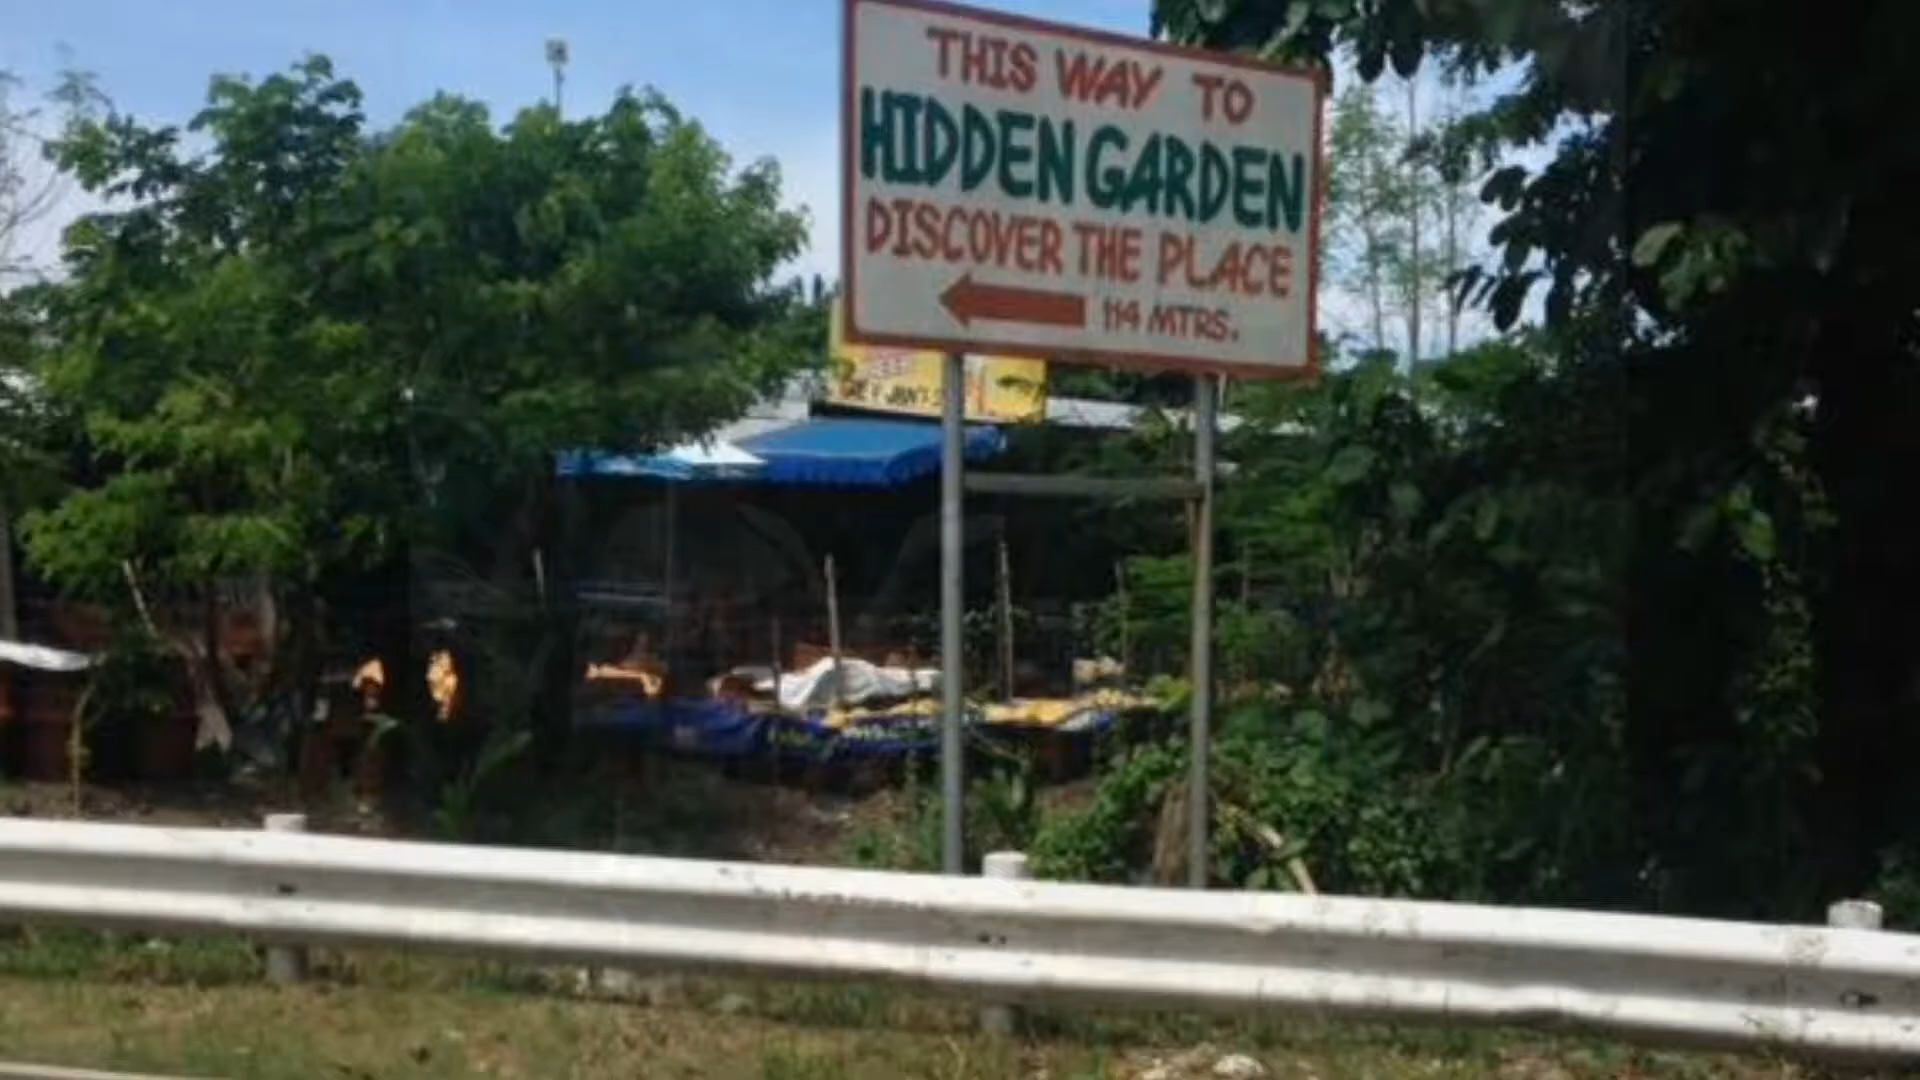 THIS WAY TO
HIDDEN GARDEN
DISCOVER THE PLACE
114 MTRS.